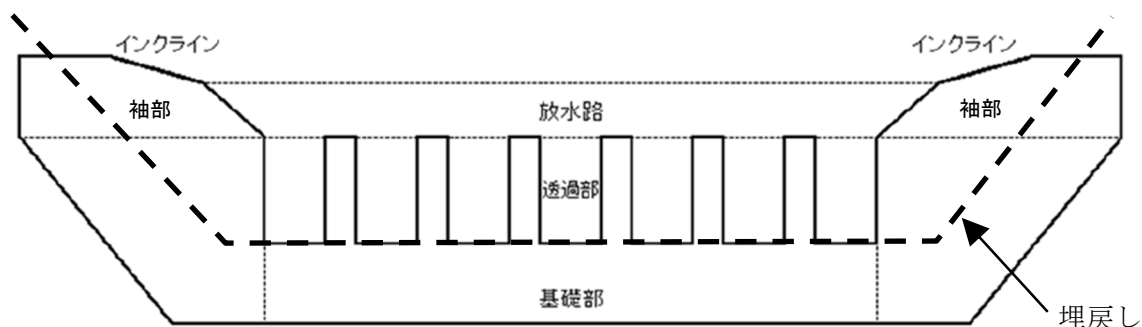 インクライン
インクライン
袖部
放水路
袖部
透過部
基礎部
埋戻し